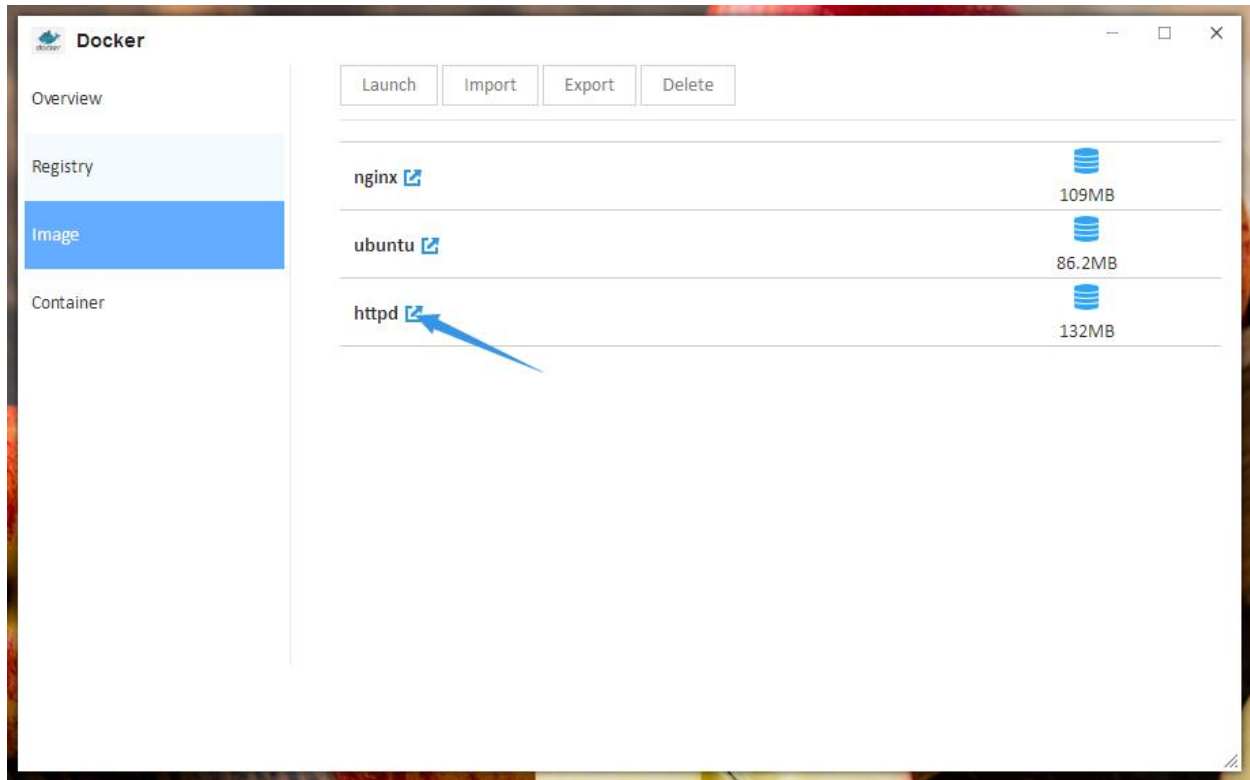 Docker
Overview
Registry
Image
Container
Launch Import Export Delete
nginx
109MB
ubuntu
86.2MB
httpd
132MB